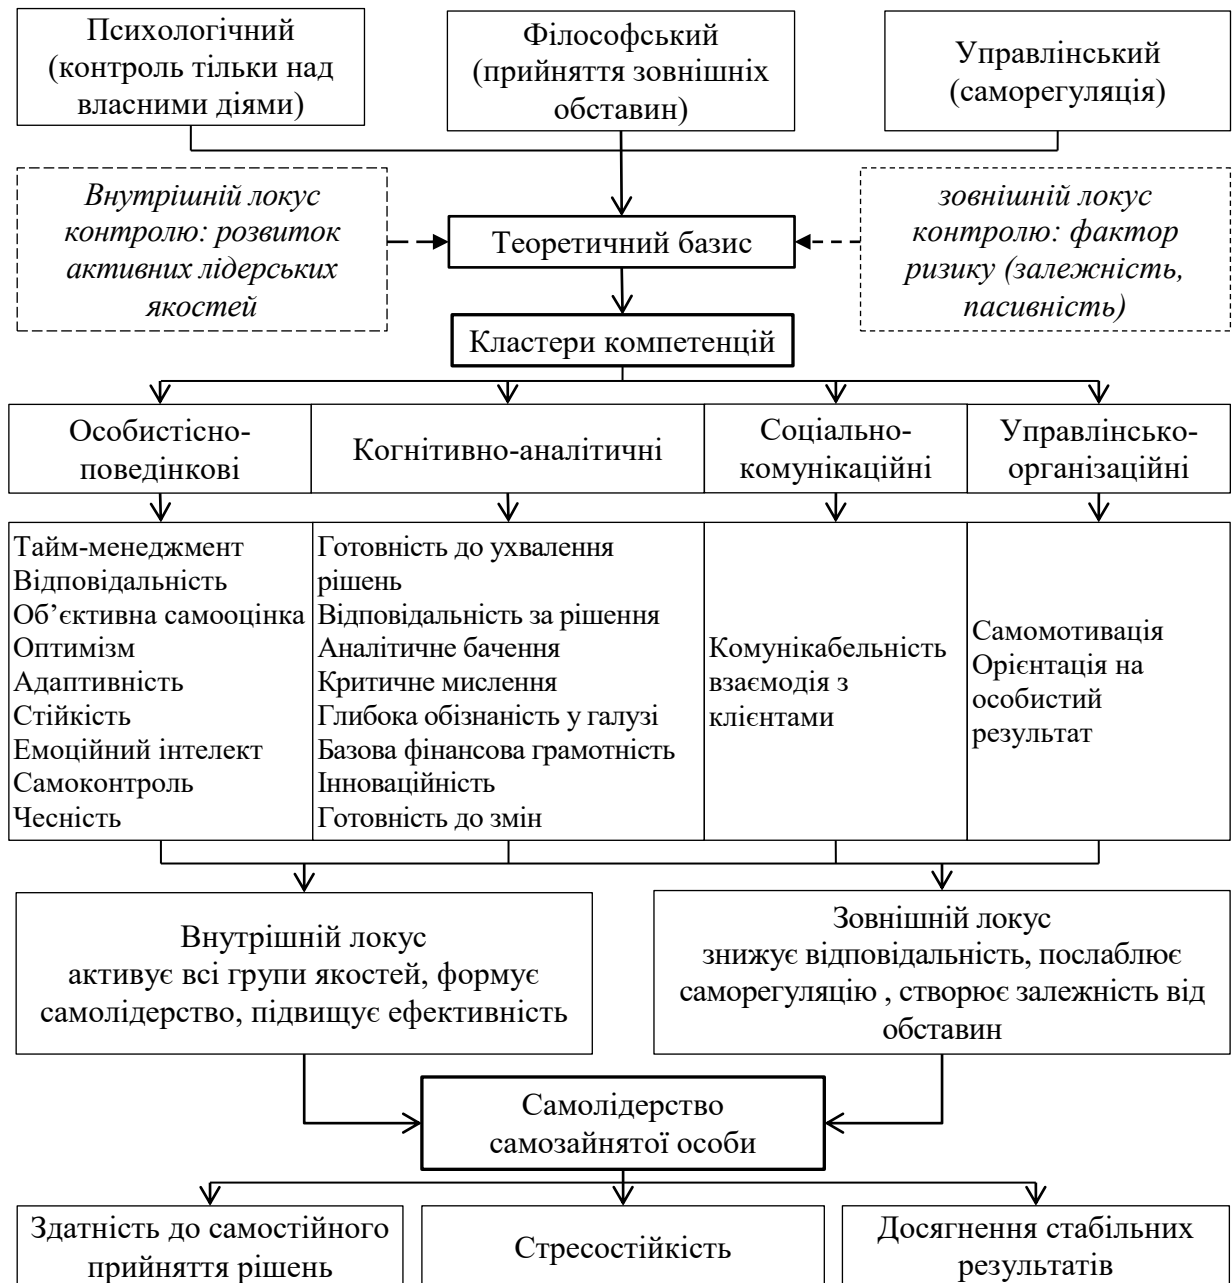 Психологічний
(контроль тільки над
власними діями)
Філософський
(прийняття зовнішніх
обставин)
Управлінський
(саморегуляція)
Внутрішній локус
контролю: розвиток
активних лідерських
якостей
Теоретичний базис
зовнішній локус
контролю: фактор
ризику (залежність,
пасивність)
Кластери компетенцій
Особистісно-
поведінкові
Когнітивно-аналітичні
Соціально-
комунікаційні
Управлінсько-
організаційні
Тайм-менеджмент
Відповідальність
Об’єктивна самооцінка
Оптимізм
Адаптивність
Стійкість
Емоційний інтелект
Самоконтроль
Чесність
Готовність до ухвалення
рішень
Відповідальність за рішення
Аналітичне бачення
Критичне мислення
Глибока обізнаність у галузі
Базова фінансова грамотність
Інноваційність
Готовність до змін
Комунікабельність
взаємодія з
клієнтами
Самомотивація
Орієнтація на
особистий
результат
Внутрішній локус
активує всі групи якостей, формує
самолідерство, підвищує ефективність
Зовнішній локус
знижує відповідальність, послаблює
саморегуляцію , створює залежність від
обставин
Самолідерство
самозайнятої особи
Здатність до самостійного
прийняття рішень
Стресостійкість
Досягнення стабільних
результатів